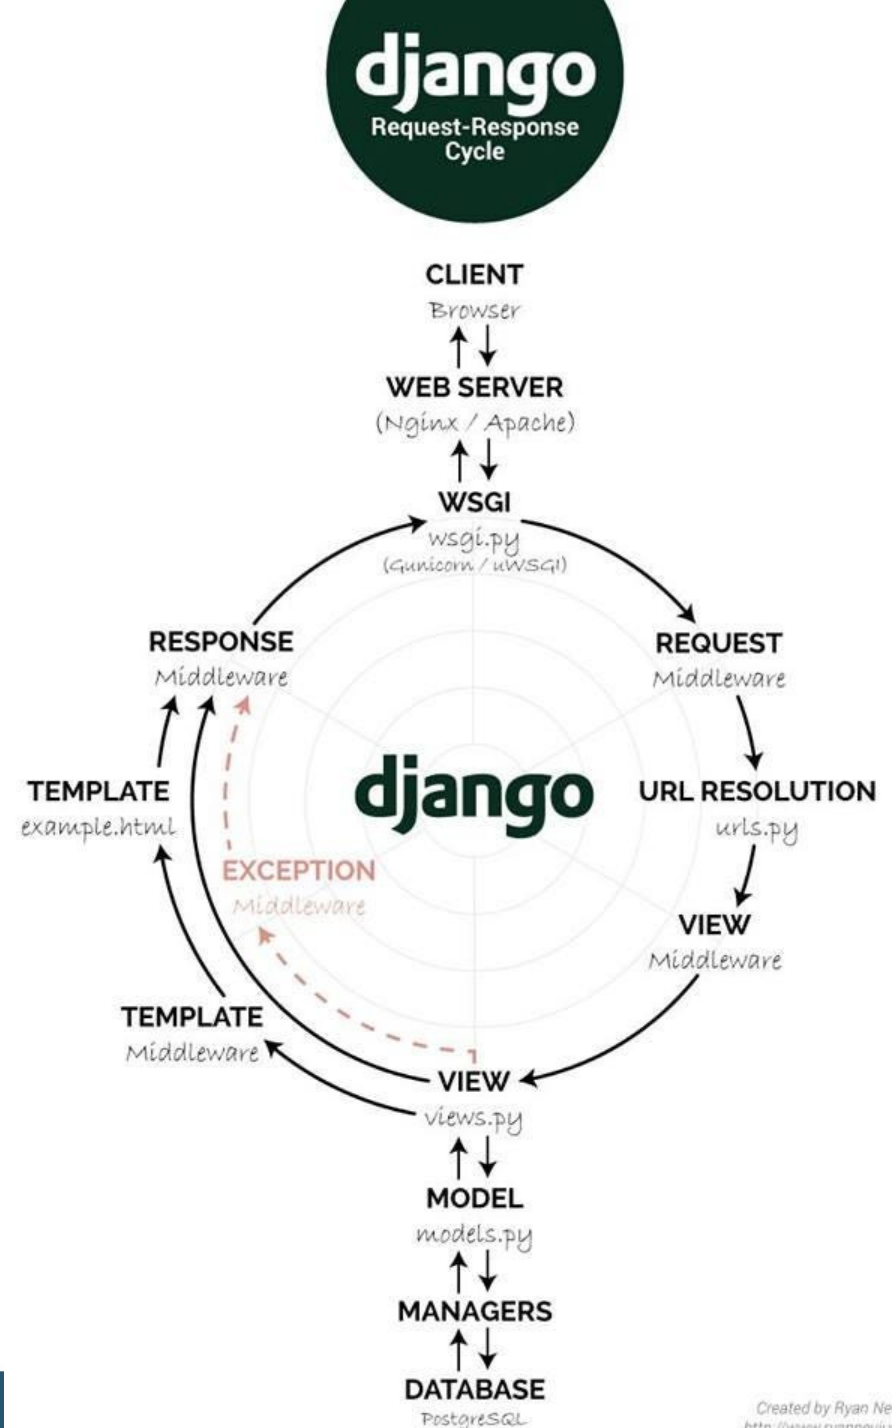 django
Request-Response
Cycle
CLIENT
Browser
WEB SERVER
(Nginx / Apache)
WSGI
wsgi.py
(Gunicorn / uWSGI)
RESPONSE
Middleware
REQUEST
Middleware
django
TEMPLATE
example.html
URL RESOLUTION
urls.py
EXCEPTION
Middleware
VIEW
Middleware
TEMPLATE
Middleware
VIEW
views.py
MODEL
models.py
MANAGERS
DATABASE
PostgreSQL
Created by Ryan Ne